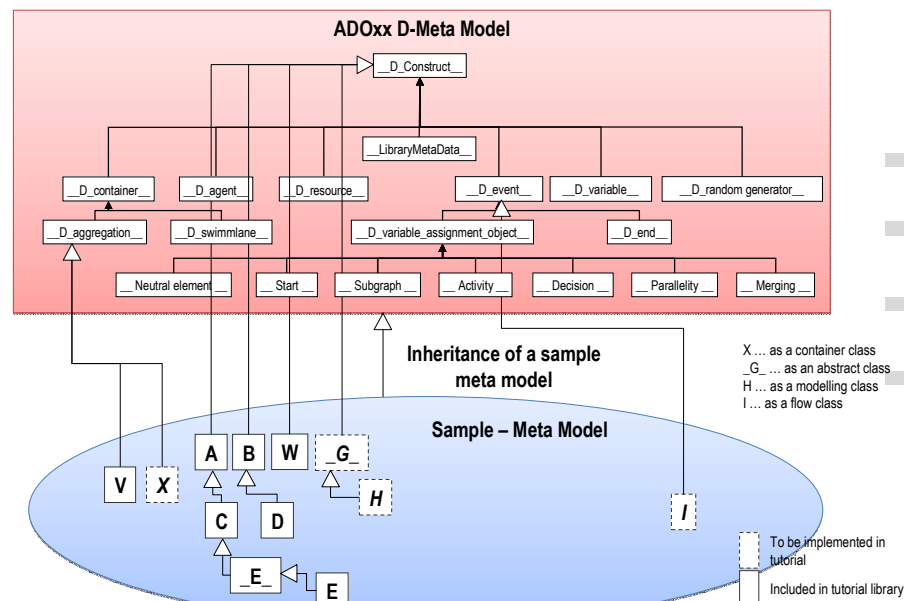 ADOxx D-Meta Model
__D_Construct__
__LibraryMetaData__
__D_container__
__D_agent__
__D_resource__
__D_event__
__D_variable__
__D_random generator__
__D_aggregation__
__D_swimmlane__
__D_variable_assignment_object__
__D_end__
__ Neutral element __
__ Start __
__ Subgraph __
__ Activity __
__ Decision __
__ Parallelity __
__ Merging __
Inheritance of a sample
meta model
X ... as a container class
_G_ ... as an abstract class
H ... as a modelling class
I ... as a flow class
Sample – Meta Model
A
B
W
_G_
V
X
H
I
C
D
_E_
E
To be implemented in
tutorial
Included in tutorial library